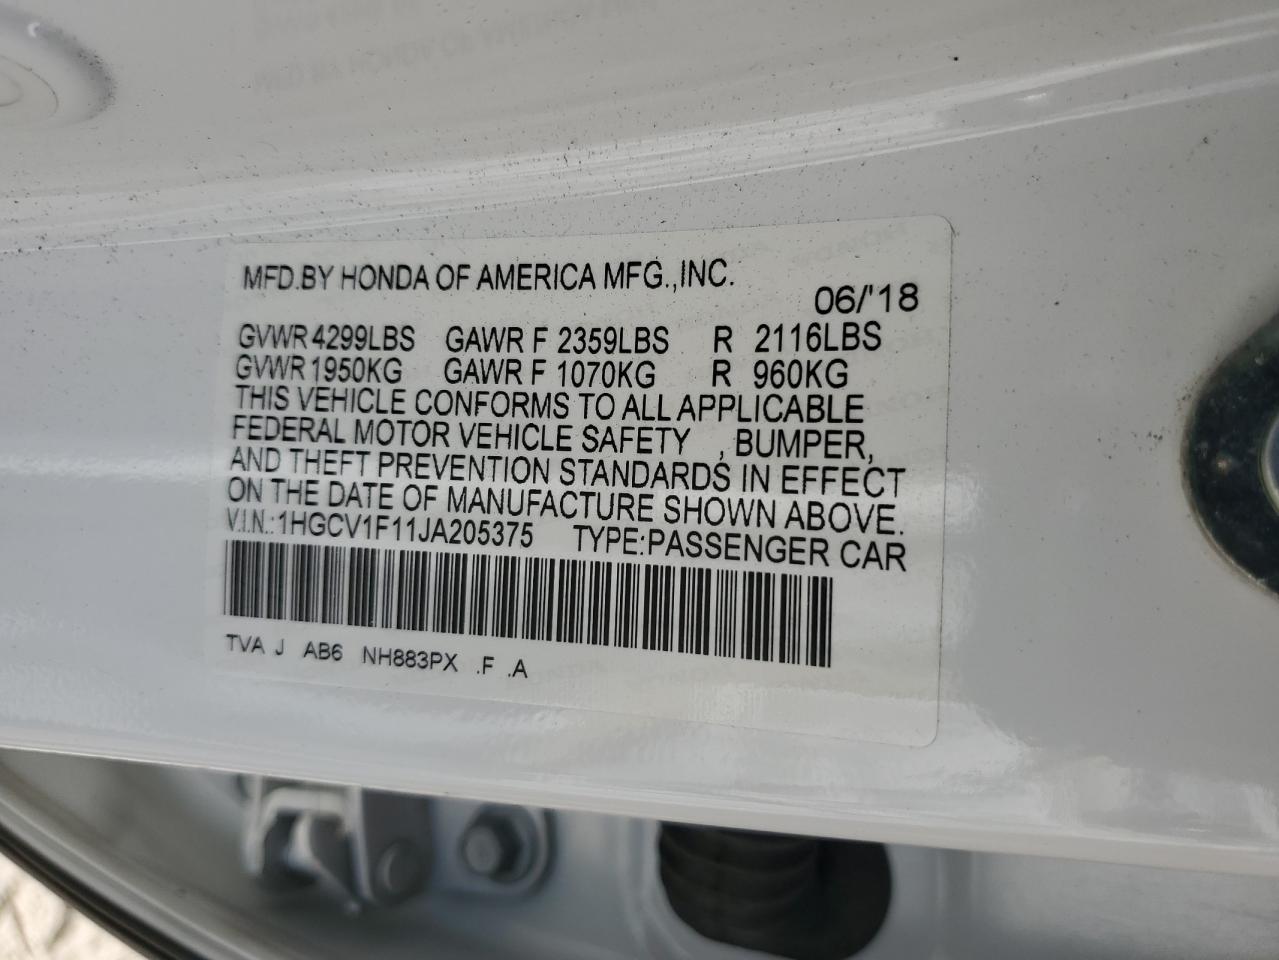 MFD.BY HONDA OF AMERICA MFG.,INC.
06/'18
GVWR 4299LBS GAWR F 2359LBS R 2116LBS
GVWR 1950KG GAWR F 1070KG R 960KG
THIS VEHICLE CONFORMS TO ALL APPLICABLE
FEDERAL MOTOR VEHICLE SAFETY , BUMPER,
AND THEFT PREVENTION STANDARDS IN EFFECT
ON THE DATE OF MANUFACTURE SHOWN ABOVE.
V.I.N.:1HGCV1F11JA205375 TYPE:PASSENGER CAR
TVA J AB6 NH883PX .F .A